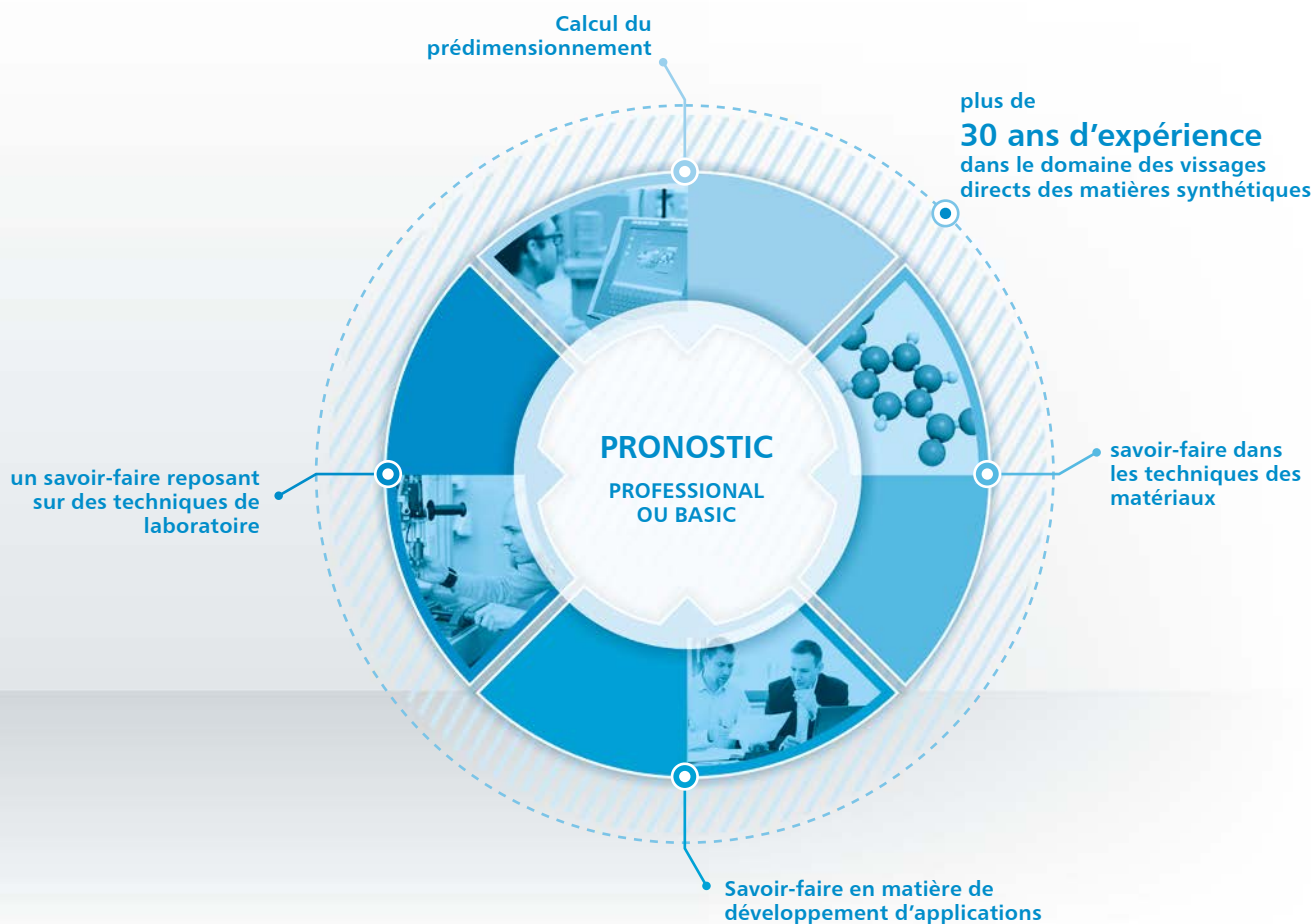 Calcul du
prédimensionnement
plus de
30 ans d’expérience
dans le domaine des vissages
directs des matières synthétiques
PRONOSTIC
PROFESSIONAL
OU BASIC
savoir-faire dans
les techniques des
matériaux
un savoir-faire reposant
sur des techniques de
laboratoire
Savoir-faire en matière de
développement d’applications